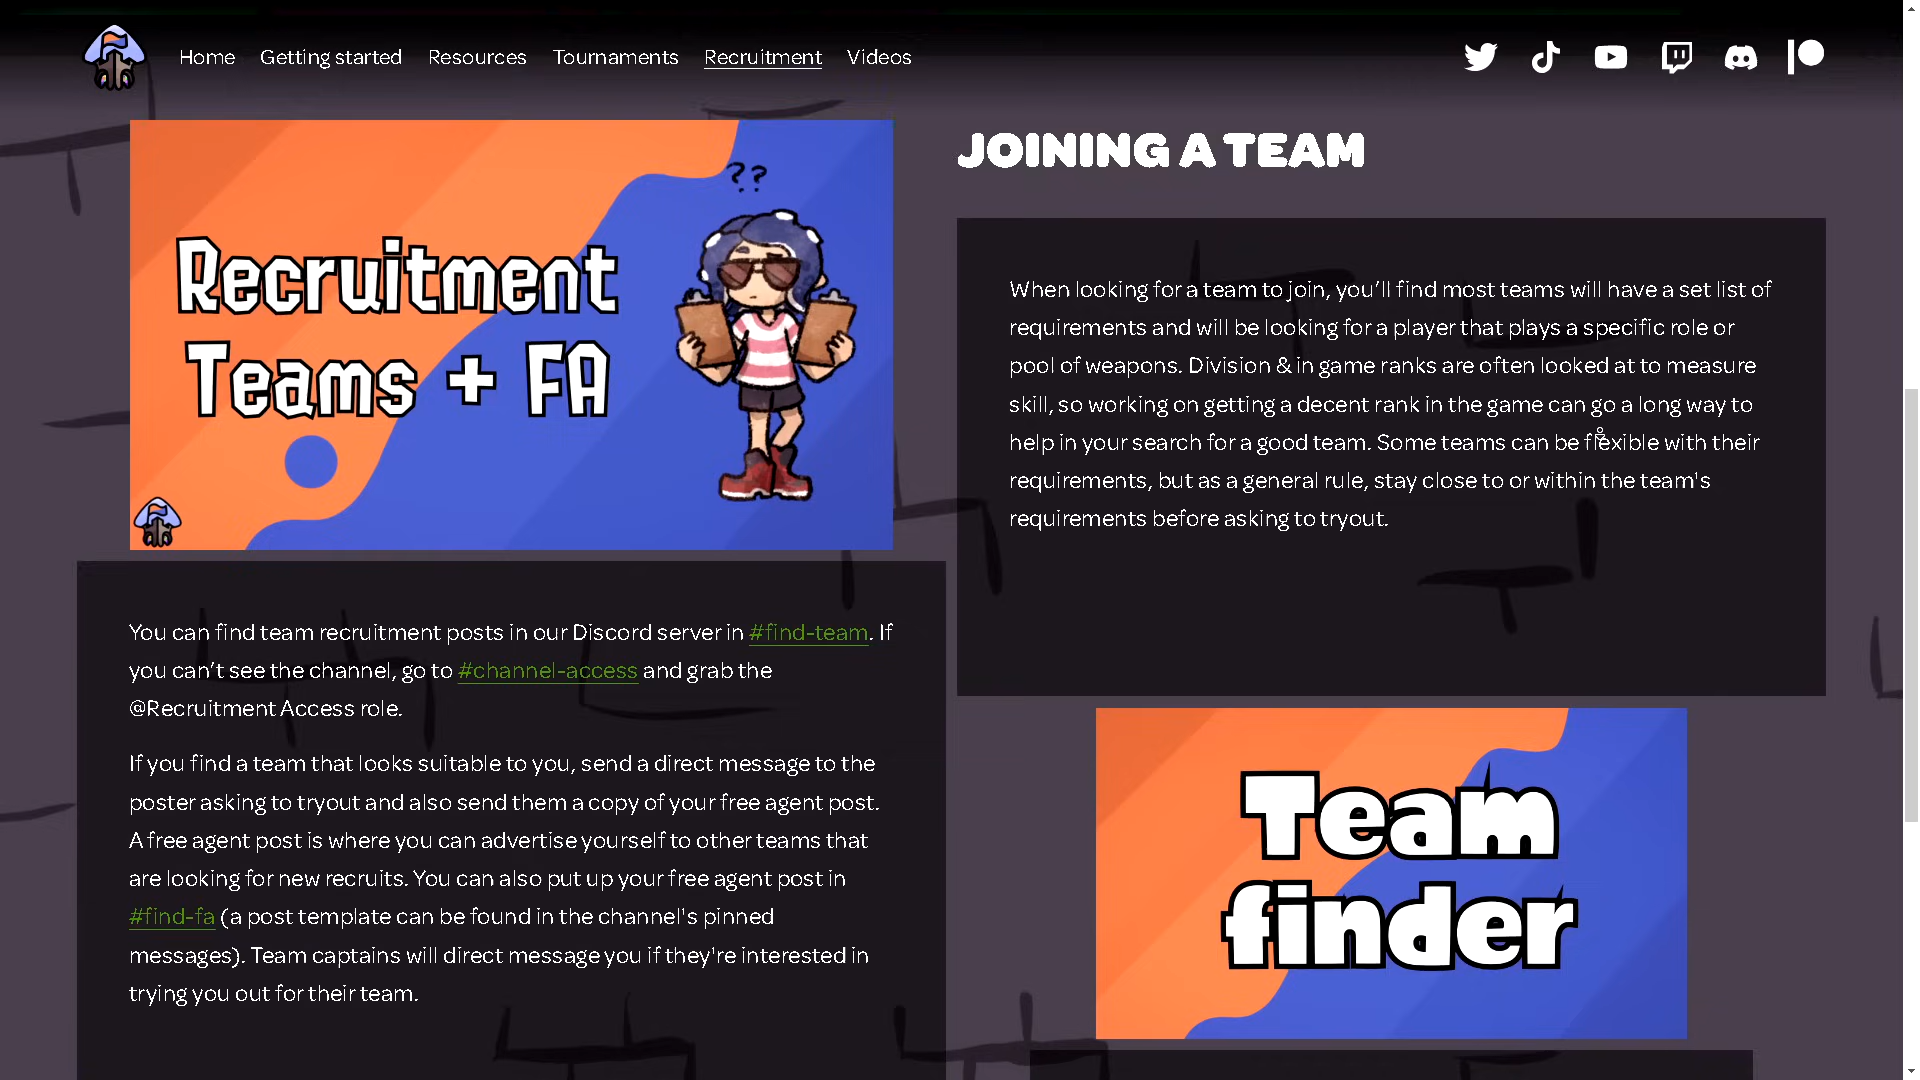 Home Getting started Resources Tournaments Recruitment Videos
Recruitment
Teams + FA
??
JOINING A TEAM
When looking for a team to join, you’ll find most teams will have a set list of
requirements and will be looking for a player that plays a specific role or
pool of weapons. Division & in game ranks are often looked at to measure
skill, so working on getting a decent rank in the game can go a long way to
help in your search for a good team. Some teams can be flexible with their
requirements, but as a general rule, stay close to or within the team's
requirements before asking to tryout.
You can find team recruitment posts in our Discord server in #find-team. If
you can’t see the channel, go to #channel-access and grab the
@Recruitment Access role.
If you find a team that looks suitable to you, send a direct message to the
poster asking to tryout and also send them a copy of your free agent post.
A free agent post is where you can advertise yourself to other teams that
are looking for new recruits. You can also put up your free agent post in
#find-fa (a post template can be found in the channel's pinned
messages). Team captains will direct message you if they're interested in
trying you out for their team.
Team
finder